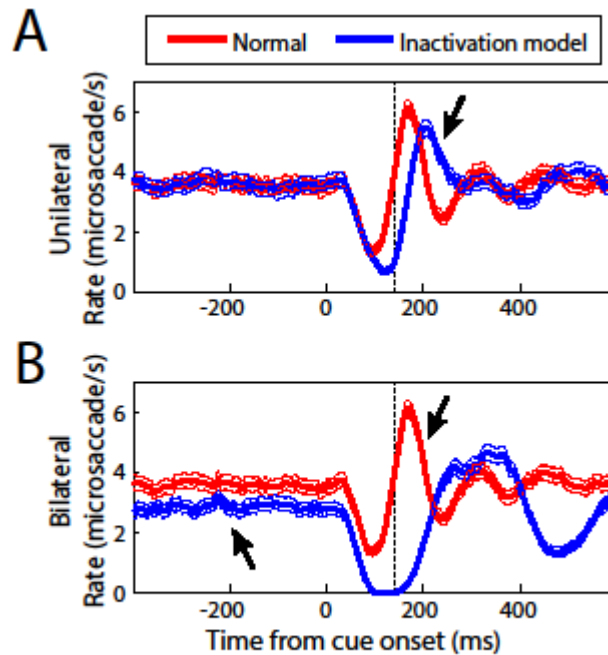 A
Normal Inactivation model
Unilateral
Rate (microsaccade/s)
6
4
2
0
-200 0 200 400
B
Bilateral
Rate (microsaccade/s)
6
4
2
0
-200 0 200 400
Time from cue onset (ms)